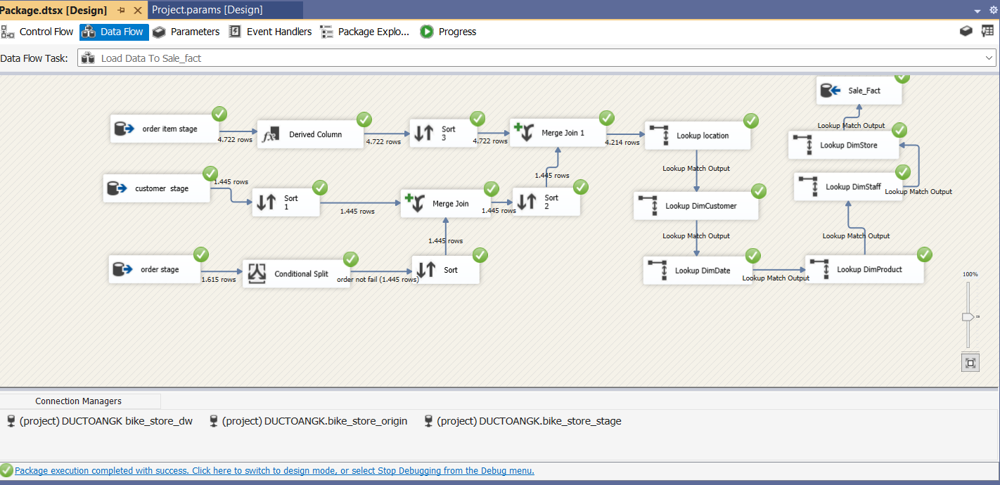 Package.dtsx [Design]
Project.params [Design]
Control Flow
Data Flow
Parameters
Event Handlers
Package Explo...
Progress
Data Flow Task:
Load Data To Sale_fact
Sale_Fact
Lookup Match Output
order item stage
4.722 rows
Derived Column
4.722 rows
Sort
3
4.722 rows
Merge Join 1
4.214 rows
Lookup location
Lookup DimStore
Lookup Match Output
1.445 rows
customer stage
1.445 rows
Sort
1
1.445 rows
Merge Join
1.445 rows
Sort
2
Lookup DimCustomer
Lookup DimStaff
Lookup Match Output
Lookup Match Output
Lookup Match Output
1.445 rows
order stage
1.615 rows
Conditional Split
order not fail (1.445 rows)
Sort
Lookup DimDate
Lookup Match Output
Lookup DimProduct
100%
Connection Managers
(project) DUCTOANGK bike_store_dw
(project) DUCTOANGK.bike_store_origin
(project) DUCTOANGK.bike_store_stage
Package execution completed with success. Click here to switch to design mode, or select Stop Debugging from the Debug menu.